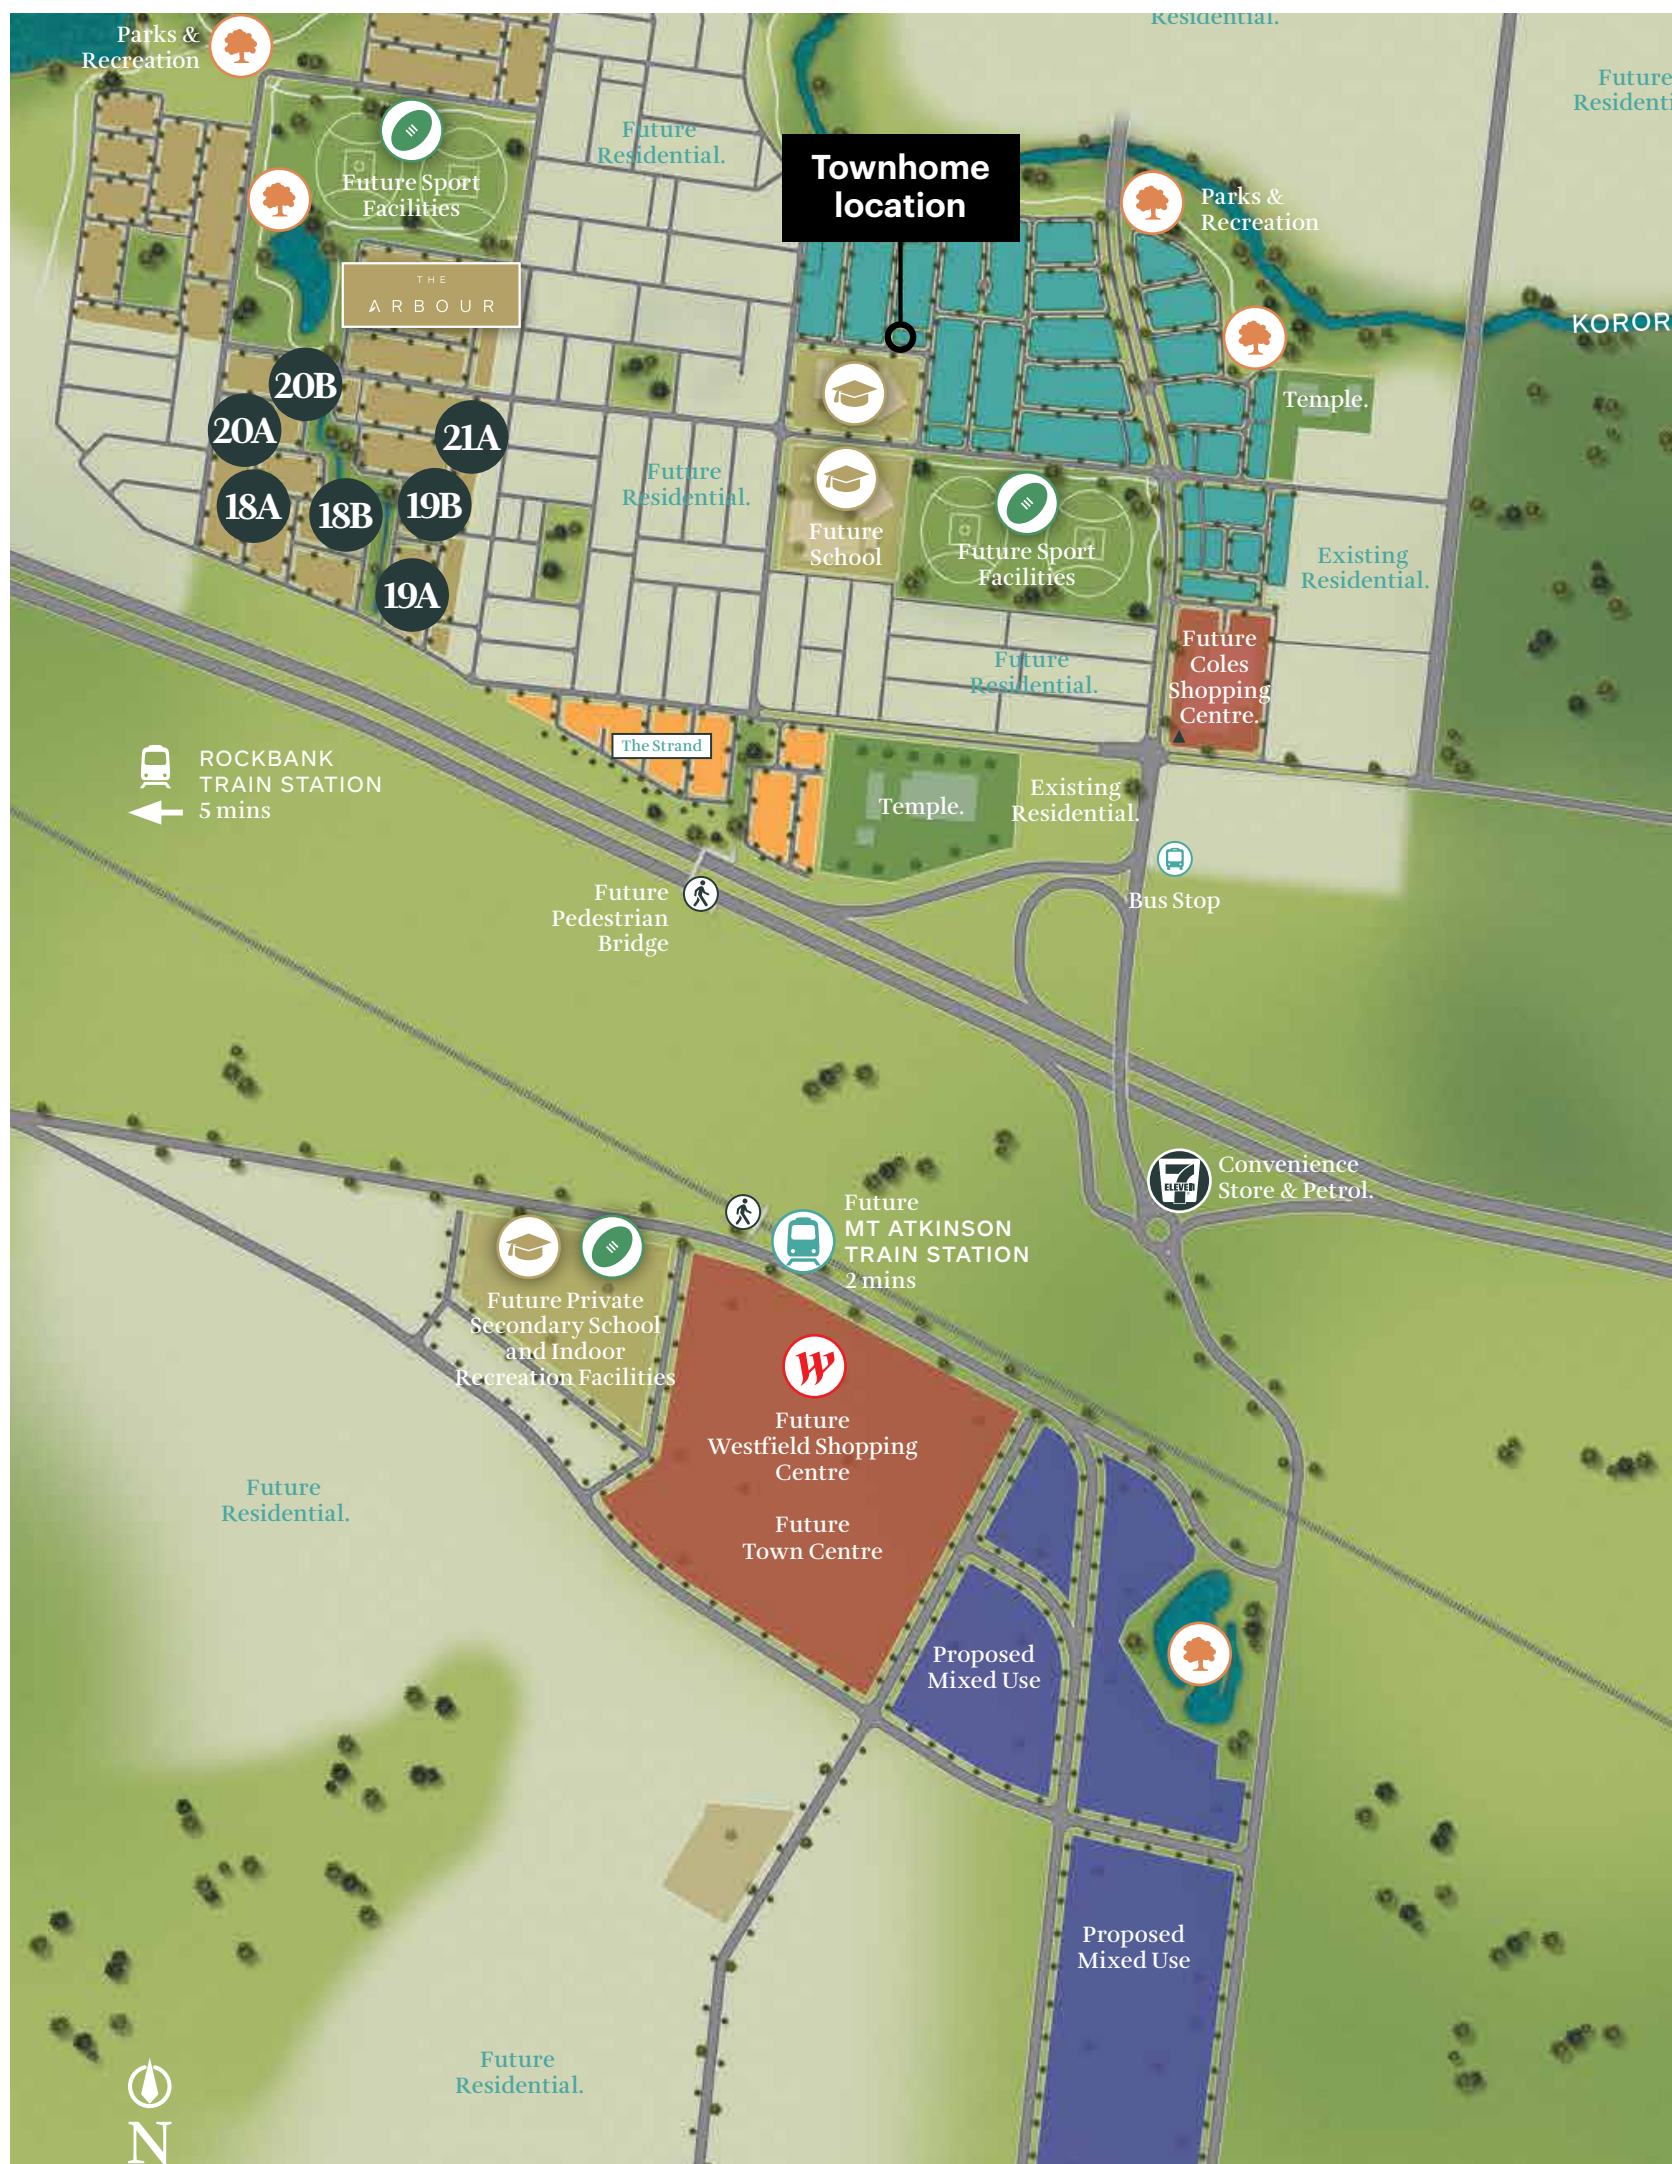 Residential.
Parks &
Recreation
Future
Residenti
Future
Residential.
Townhome
location
Future Sport
Facilities
Parks &
Recreation
THE
ARBOUR
KOROR
20B
Temple.
20A
21A
18A
18B
19B
Future
Residential.
Future
School
Future Sport
Facilities
Existing
Residential.
19A
Future
Residential.
Future
Coles
Shopping
Centre.
The Strand
ROCKBANK
TRAIN STATION
5 mins
Temple.
Existing
Residential.
Bus Stop
Future
Pedestrian
Bridge
7
ELEVEN
Convenience
Store & Petrol.
Future
MT ATKINSON
TRAIN STATION
2 mins
Future Private
Secondary School
and Indoor
Recreation Facilities
W
Future
Westfield Shopping
Centre
Future
Town Centre
Future
Residential.
Proposed
Mixed Use
Proposed
Mixed Use
Future
Residential.
N